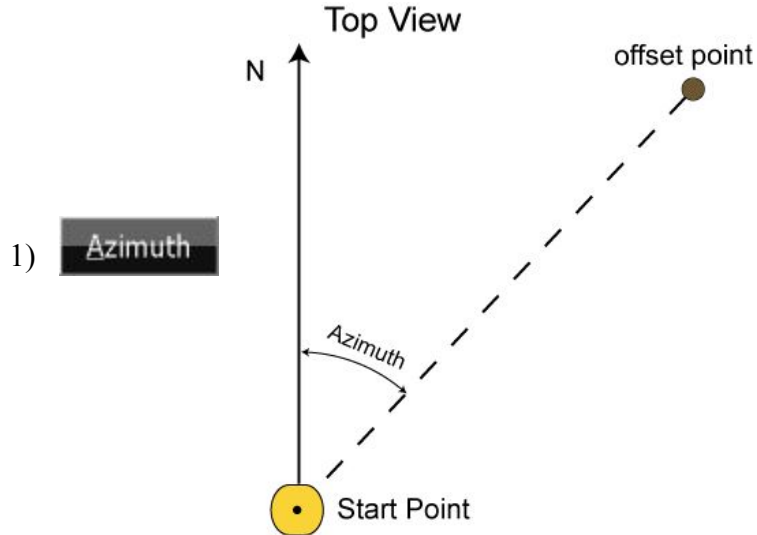 Top View
N
offset point
1) Azimuth
Azimuth
Start Point